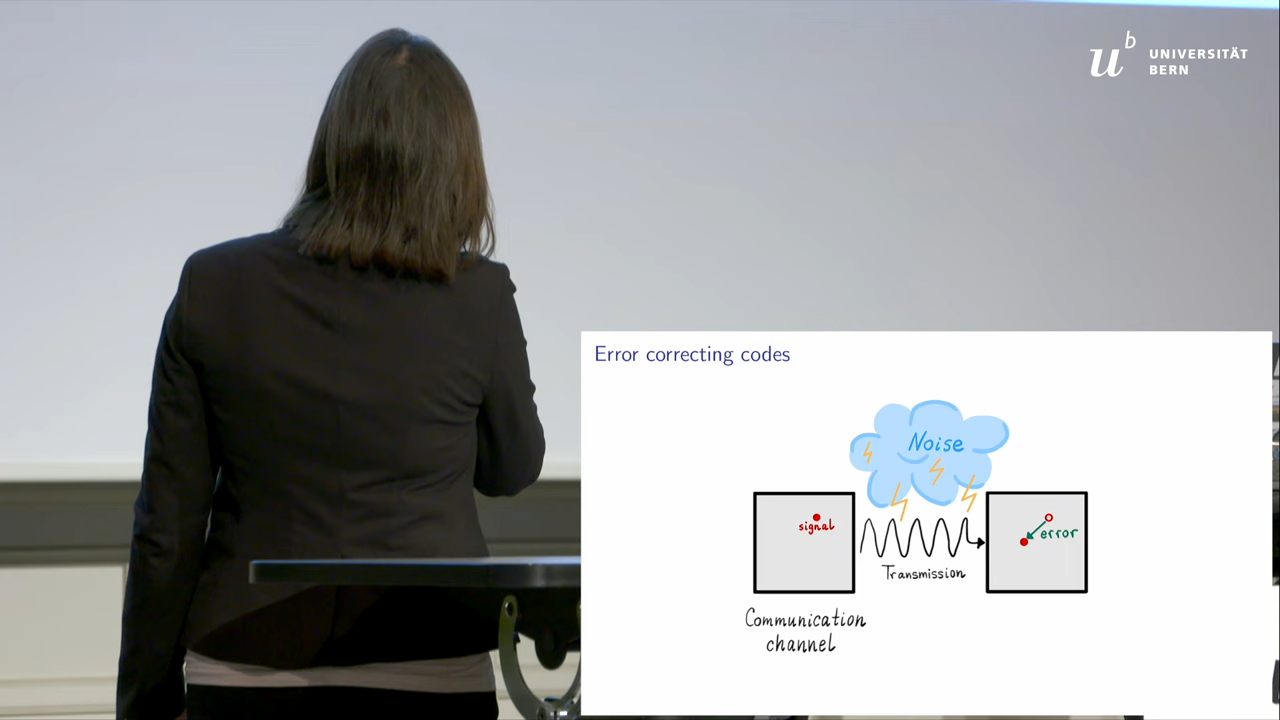 u b UNIVERSITÄT
BERN
Error correcting codes
Noise
signal
error
Transmission
Communication
channel